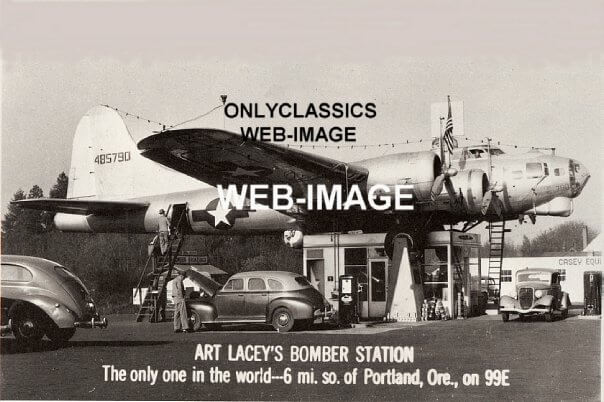 ONLYCLASSICS
WEB-IMAGE
485790
WEB-IMAGE
CASEY EQUI
ART LACEY'S BOMBER STATION
The only one in the world---6 mi. so. of Portland, Ore., on 99E